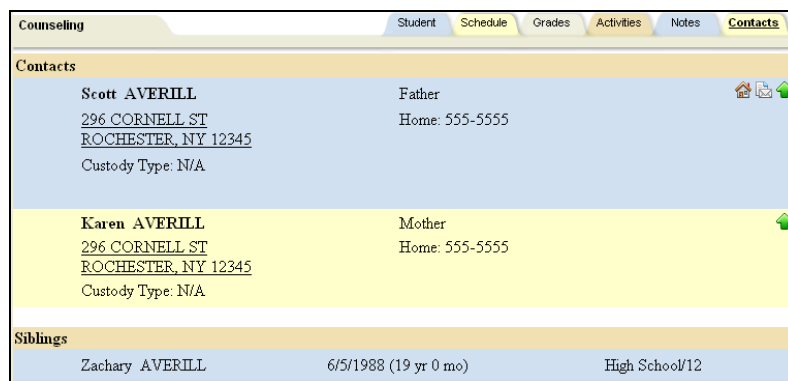 Counseling Student Schedule Grades Activities Notes Contacts
Contacts
Scott AVERILL Father
296 CORNELL ST Home: 555-5555
ROCHESTER, NY 12345
Custody Type: N/A
Karen AVERILL Mother
296 CORNELL ST Home: 555-5555
ROCHESTER, NY 12345
Custody Type: N/A
Siblings
Zachary AVERILL 6/5/1988 (19 yr 0 mo) High School/12